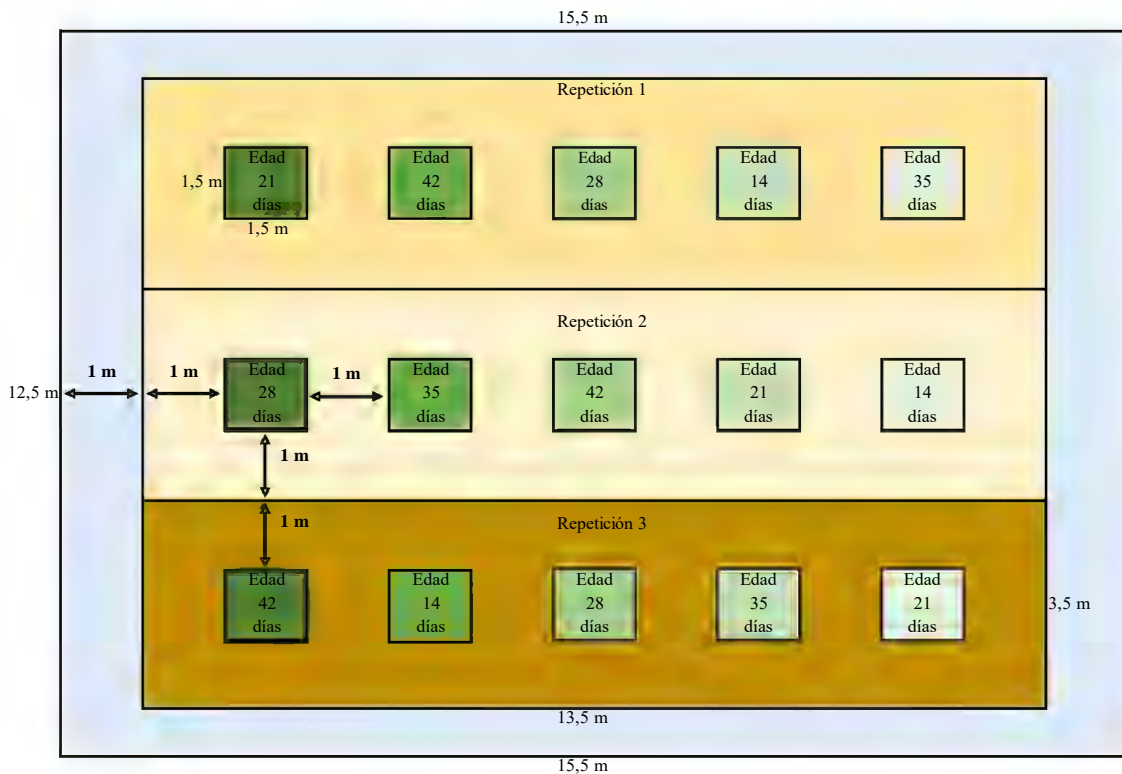 15,5 m
Repetición 1
Edad
21
días
Edad
42
días
Edad
28
días
Edad
14
días
Edad
35
días
1,5 m
1,5 m
Repetición 2
12,5 m
1 m
1 m
Edad
28
días
1 m
Edad
35
días
Edad
42
días
Edad
21
días
Edad
14
días
1 m
1 m
Repetición 3
Edad
42
días
Edad
14
días
Edad
28
días
Edad
35
días
Edad
21
días
3,5 m
13,5 m
15,5 m